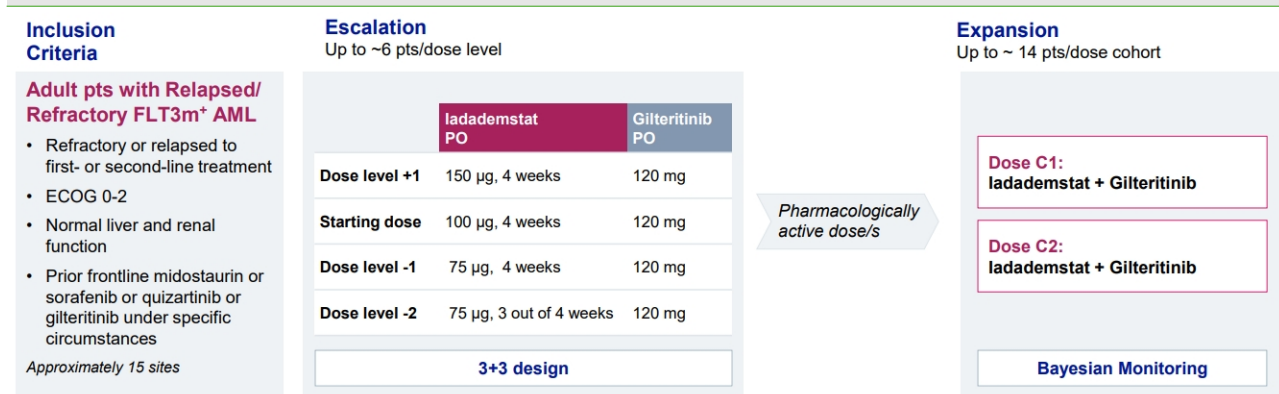 Inclusion
Criteria
Adult pts with Relapsed/
Refractory FLT3m⁺ AML
• Refractory or relapsed to
first- or second-line treatment
• ECOG 0-2
• Normal liver and renal
function
• Prior frontline midostaurin or
sorafenib or quizartinib or
gilteritinib under specific
circumstances
Approximately 15 sites
Escalation
Up to ~6 pts/dose level
Iadademstat Gilteritinib
PO PO
Dose level +1 150 µg, 4 weeks 120 mg
Starting dose 100 µg, 4 weeks 120 mg
Dose level -1 75 µg, 4 weeks 120 mg
Dose level -2 75 µg, 3 out of 4 weeks 120 mg
3+3 design
Pharmacologically
active dose/s
Expansion
Up to ~ 14 pts/dose cohort
Dose C1:
Iadademstat + Gilteritinib
Dose C2:
Iadademstat + Gilteritinib
Bayesian Monitoring